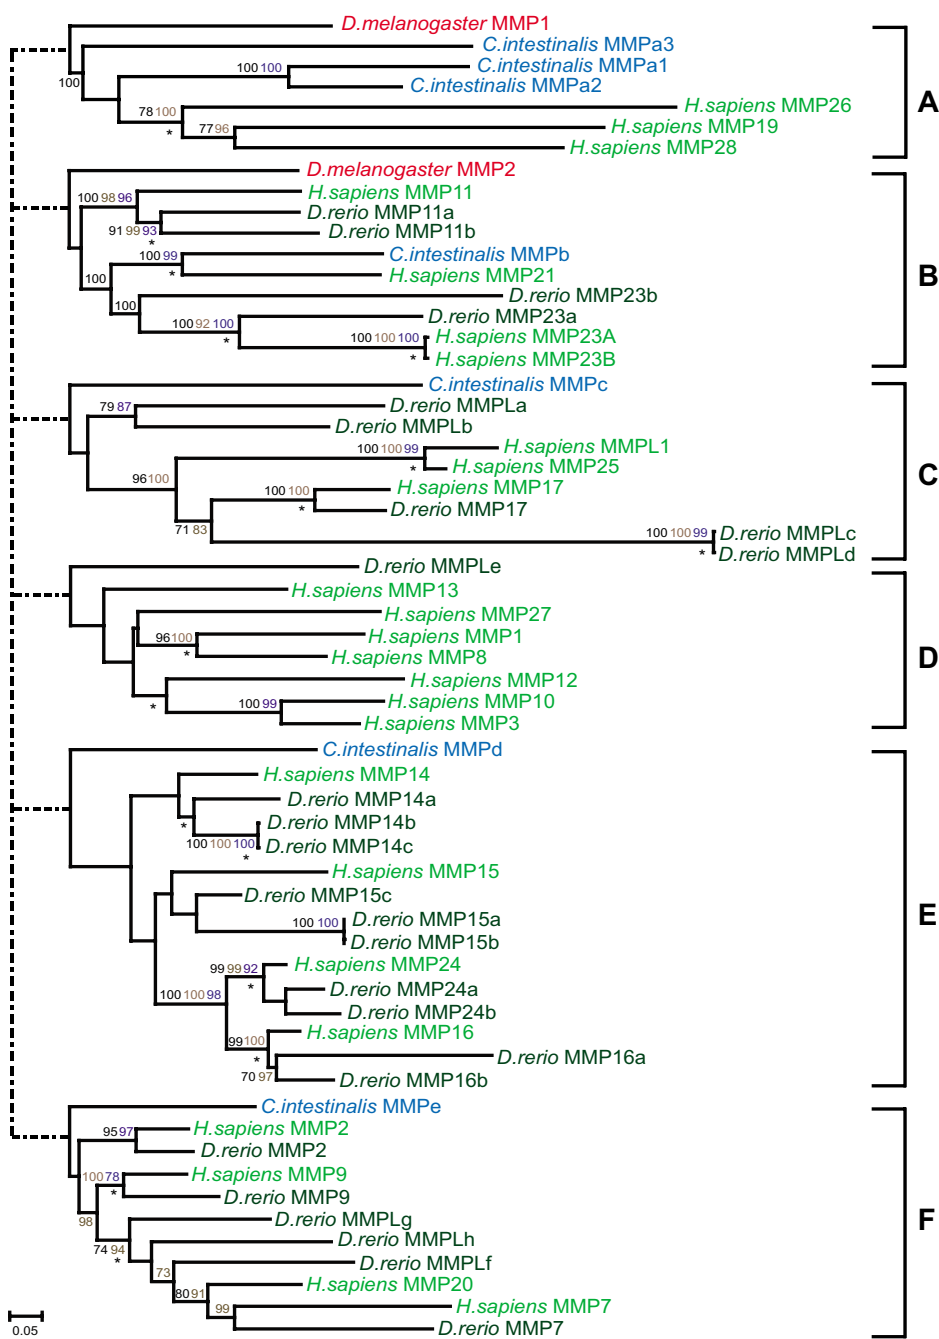 D.melanogaster MMP1
C.intestinalis MMPa3
100
100 100
C.intestinalis MMPa1
C.intestinalis MMPa2
A
78 100
*
H.sapiens MMP26
77 96
H.sapiens MMP19
H.sapiens MMP28
D.melanogaster MMP2
100 98 96
H.sapiens MMP11
D.rerio MMP11a
91 99 93
*
D.rerio MMP11b
100 99
*
C.intestinalis MMPb
H.sapiens MMP21
B
100
D.rerio MMP23b
100
D.rerio MMP23a
100 92 100
*
100 100 100
*
H.sapiens MMP23A
H.sapiens MMP23B
C.intestinalis MMPc
79 87
D.rerio MMPLa
D.rerio MMPLb
100 100 99
*
H.sapiens MMPL1
H.sapiens MMP25
C
96 100
100 100
*
H.sapiens MMP17
D.rerio MMP17
71 83
100 100 99
*
D.rerio MMPLc
D.rerio MMPLd
D.rerio MMPLe
H.sapiens MMP13
H.sapiens MMP27
96 100
*
H.sapiens MMP1
H.sapiens MMP8
D
H.sapiens MMP12
*
100 99
H.sapiens MMP10
H.sapiens MMP3
C.intestinalis MMPd
H.sapiens MMP14
D.rerio MMP14a
*
D.rerio MMP14b
100 100 100
*
D.rerio MMP14c
H.sapiens MMP15
D.rerio MMP15c
E
100 100
D.rerio MMP15a
D.rerio MMP15b
99 99 92
*
H.sapiens MMP24
D.rerio MMP24a
100 100 98
D.rerio MMP24b
H.sapiens MMP16
99 100
*
D.rerio MMP16a
70 97
D.rerio MMP16b
C.intestinalis MMPe
95 97
H.sapiens MMP2
D.rerio MMP2
100 78
*
H.sapiens MMP9
D.rerio MMP9
98
D.rerio MMPLg
F
74 94
*
D.rerio MMPLh
73
D.rerio MMPLf
80 91
H.sapiens MMP20
99
H.sapiens MMP7
D.rerio MMP7
0.05